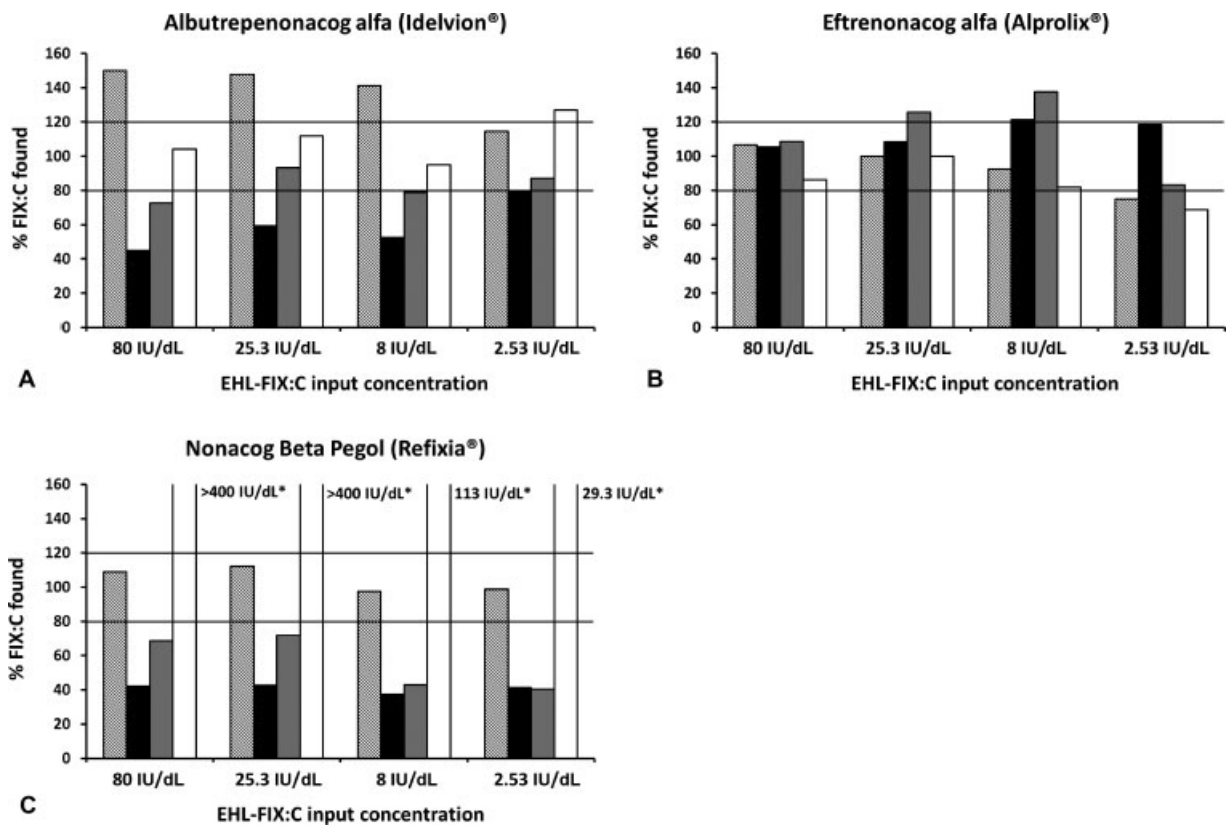 Albutrepenonacog alfa (Idelvion®)
160
140
120
100
80
60
40
20
0
% FIX:C found
80 IU/dL 25.3 IU/dL 8 IU/dL 2.53 IU/dL
A
EHL-FIX:C input concentration
Eftrenonacog alfa (Alprolix®)
160
140
120
100
80
60
40
20
0
% FIX:C found
80 IU/dL 25.3 IU/dL 8 IU/dL 2.53 IU/dL
B
EHL-FIX:C input concentration
Nonacog Beta Pegol (Refixia®)
160
140
120
100
80
60
40
20
0
% FIX:C found
>400 IU/dL* >400 IU/dL* 113 IU/dL* 29.3 IU/dL*
80 IU/dL 25.3 IU/dL 8 IU/dL 2.53 IU/dL
C
EHL-FIX:C input concentration